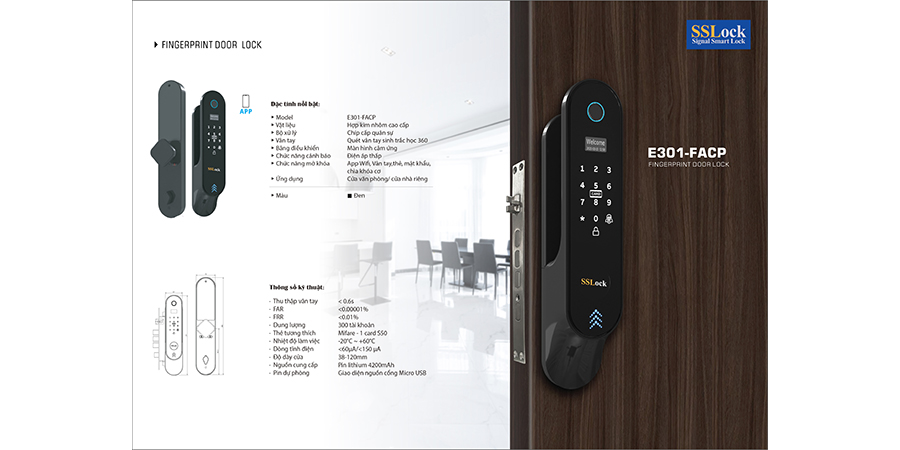 FINGERPRINT DOOR LOCK
APP
SSLock
Đặc tính nổi bật:
Model E301-FACP
Vật liệu Hợp kim nhôm cao cấp
Bộ xử lý Chip cấp quân sự
Vân tay Quét vân tay sinh trắc học 360
Bảng điều khiển Màn hình cảm ứng
Chức năng cảnh báo Điện áp thấp
Chức năng mở khóa App Wifi, Vân tay,thẻ, mật khẩu,
chìa khóa cơ
Ứng dụng Cửa văn phòng/ cửa nhà riêng
Màu Đen
Thông số kỹ thuật:
- Thu thập vân tay < 0.6s
- FAR <0.00001%
- FRR <0.01%
- Dung lượng 300 tài khoản
- Thẻ tương thích Mifare - 1 card S50
- Nhiệt độ làm việc -20°C ~ +60°C
- Dòng tĩnh điện <60μA/<150 μA
- Độ dày cửa 38-120mm
- Nguồn cung cấp Pin lithium 4200mAh
- Pin dự phòng Giao diện nguồn cổng Micro USB
SSLock
Signal Smart Lock
E301-FACP
FINGERPRINT DOOR LOCK
Welcome
1 2 3
4 5 6
CARD
7 8 9
* 0
SSLock